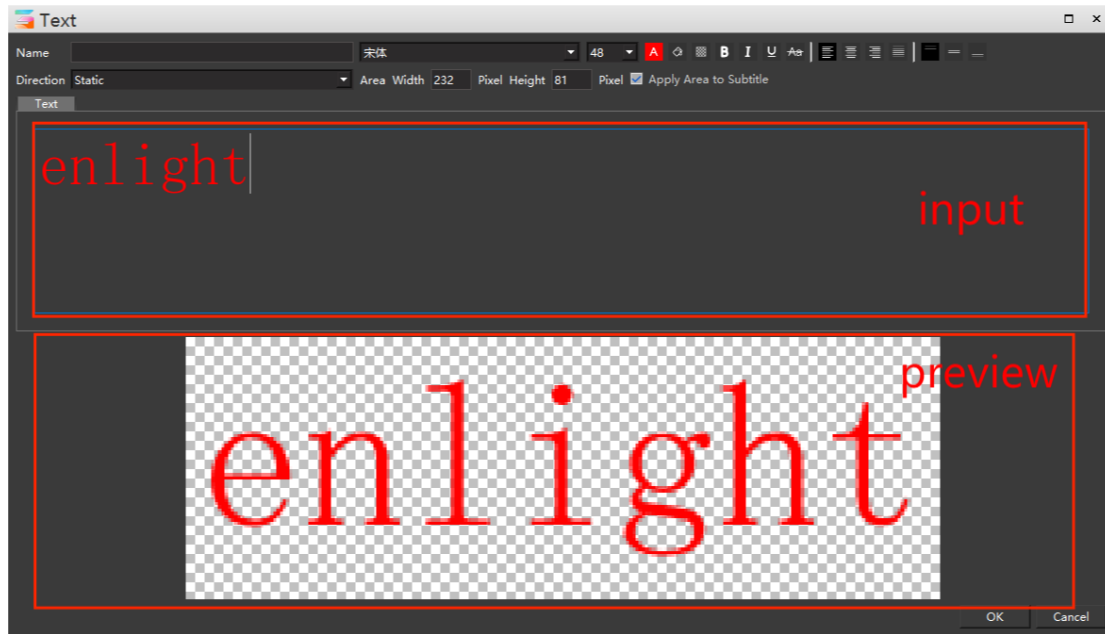 Text
Name 宋体 48 A B I U Aa
Direction Static Area Width 232 Pixel Height 81 Pixel Apply Area to Subtitle
Text
enlight
input
preview
enlight
OK Cancel